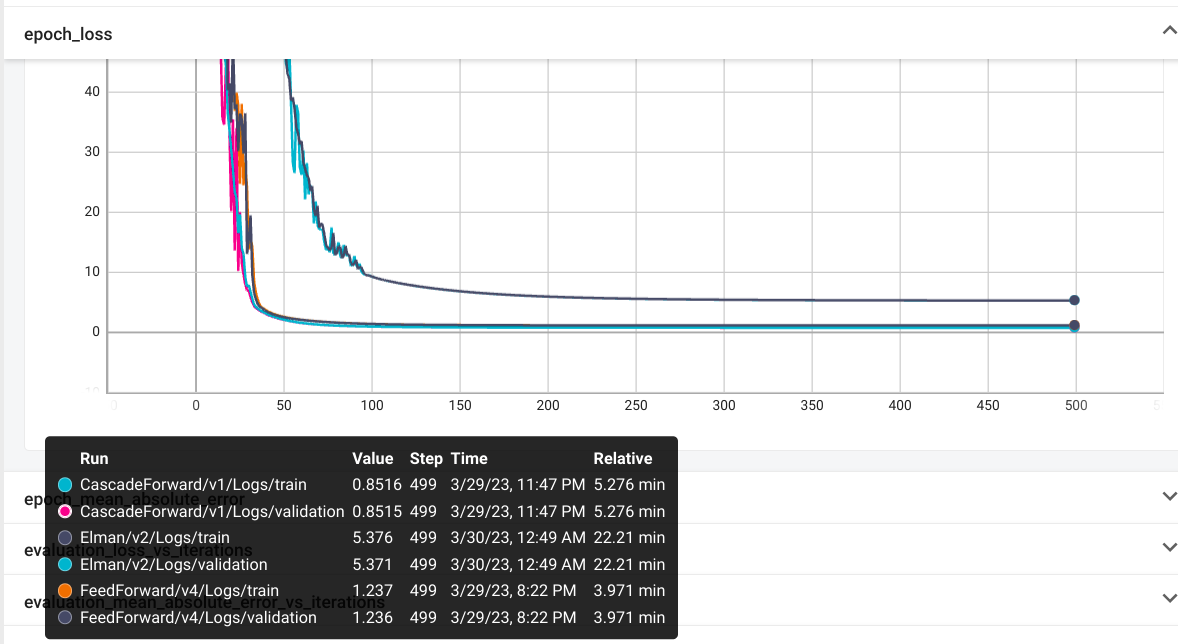 epoch_loss
40
30
20
10
0
-10
0 0 50 100 150 200 250 300 350 400 450 500 5
Run Value Step Time Relative
CascadeForward/v1/Logs/train 0.8516 499 3/29/23, 11:47 PM 5.276 min
epoch_mean_absolute_error
CascadeForward/v1/Logs/validation 0.8515 499 3/29/23, 11:47 PM 5.276 min
Elman/v2/Logs/train 5.376 499 3/30/23, 12:49 AM 22.21 min
evaluation_loss_vs_iterations
Elman/v2/Logs/validation 5.371 499 3/30/23, 12:49 AM 22.21 min
FeedForward/v4/Logs/train 1.237 499 3/29/23, 8:22 PM 3.971 min
evaluation_mean_absolute_error_vs_iterations
FeedForward/v4/Logs/validation 1.236 499 3/29/23, 8:22 PM 3.971 min